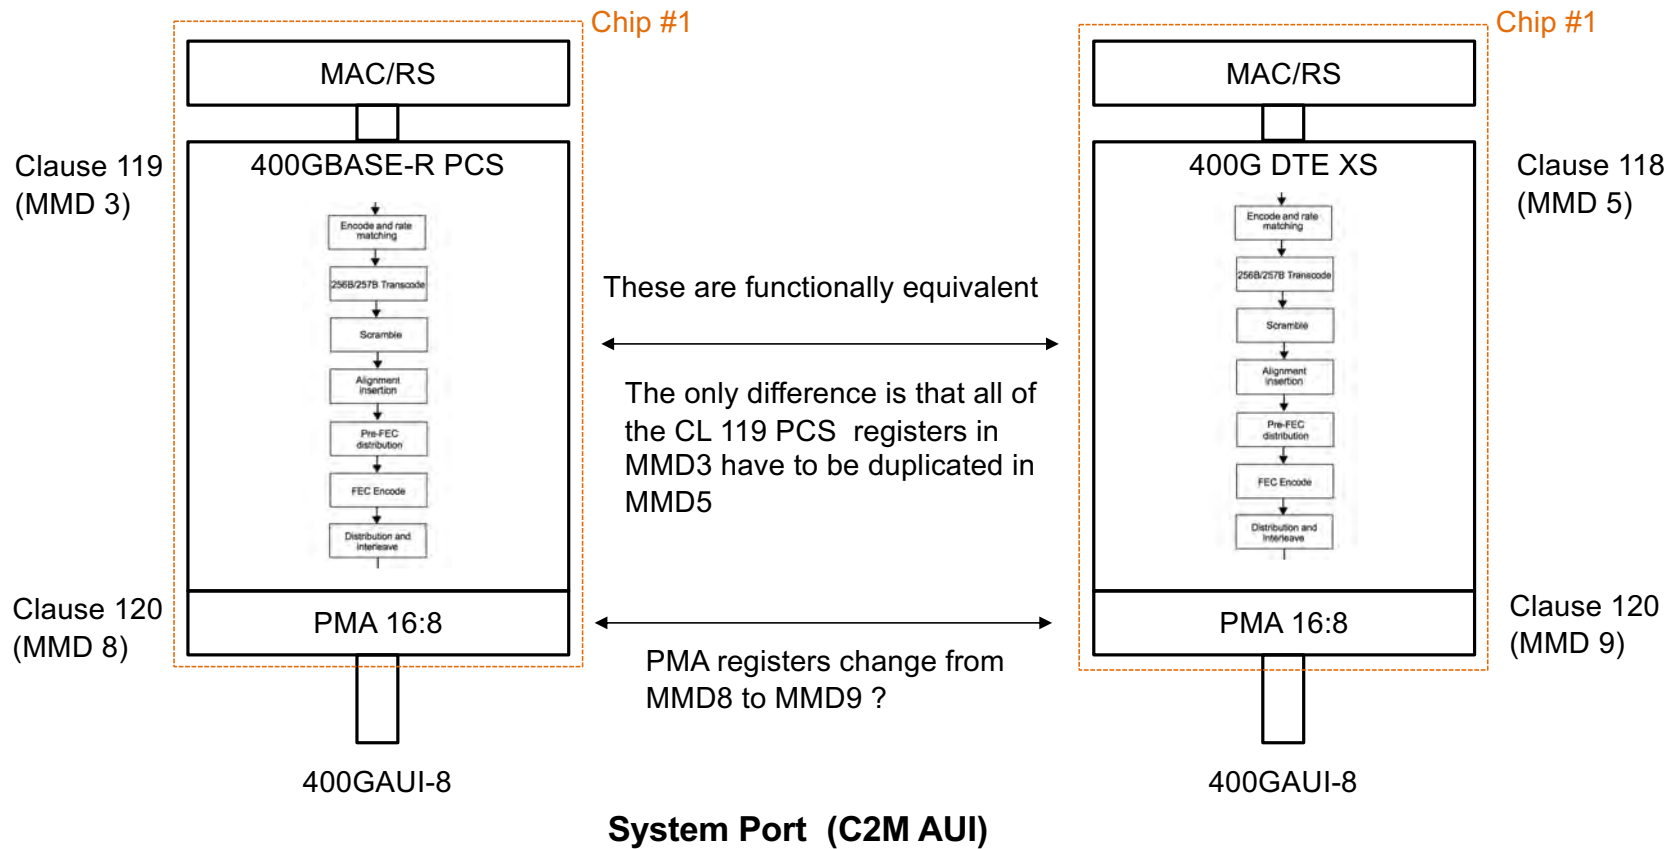 Chip #1
MAC/RS
Clause 119
(MMD 3)
400GBASE-R PCS
Encode and rate
matching
256B/257B Transcode
Scramble
Alignment
insertion
Pre-FEC
distribution
FEC Encode
Distribution and
Interleave
Clause 120
(MMD 8)
PMA 16:8
400GAUI-8
These are functionally equivalent
The only difference is that all of
the CL 119 PCS registers in
MMD3 have to be duplicated in
MMD5
PMA registers change from
MMD8 to MMD9 ?
Chip #1
MAC/RS
400G DTE XS
Clause 118
(MMD 5)
Encode and rate
matching
256B/257B Transcode
Scramble
Alignment
insertion
Pre-FEC
distribution
FEC Encode
Distribution and
Interleave
PMA 16:8
Clause 120
(MMD 9)
400GAUI-8
System Port (C2M AUI)